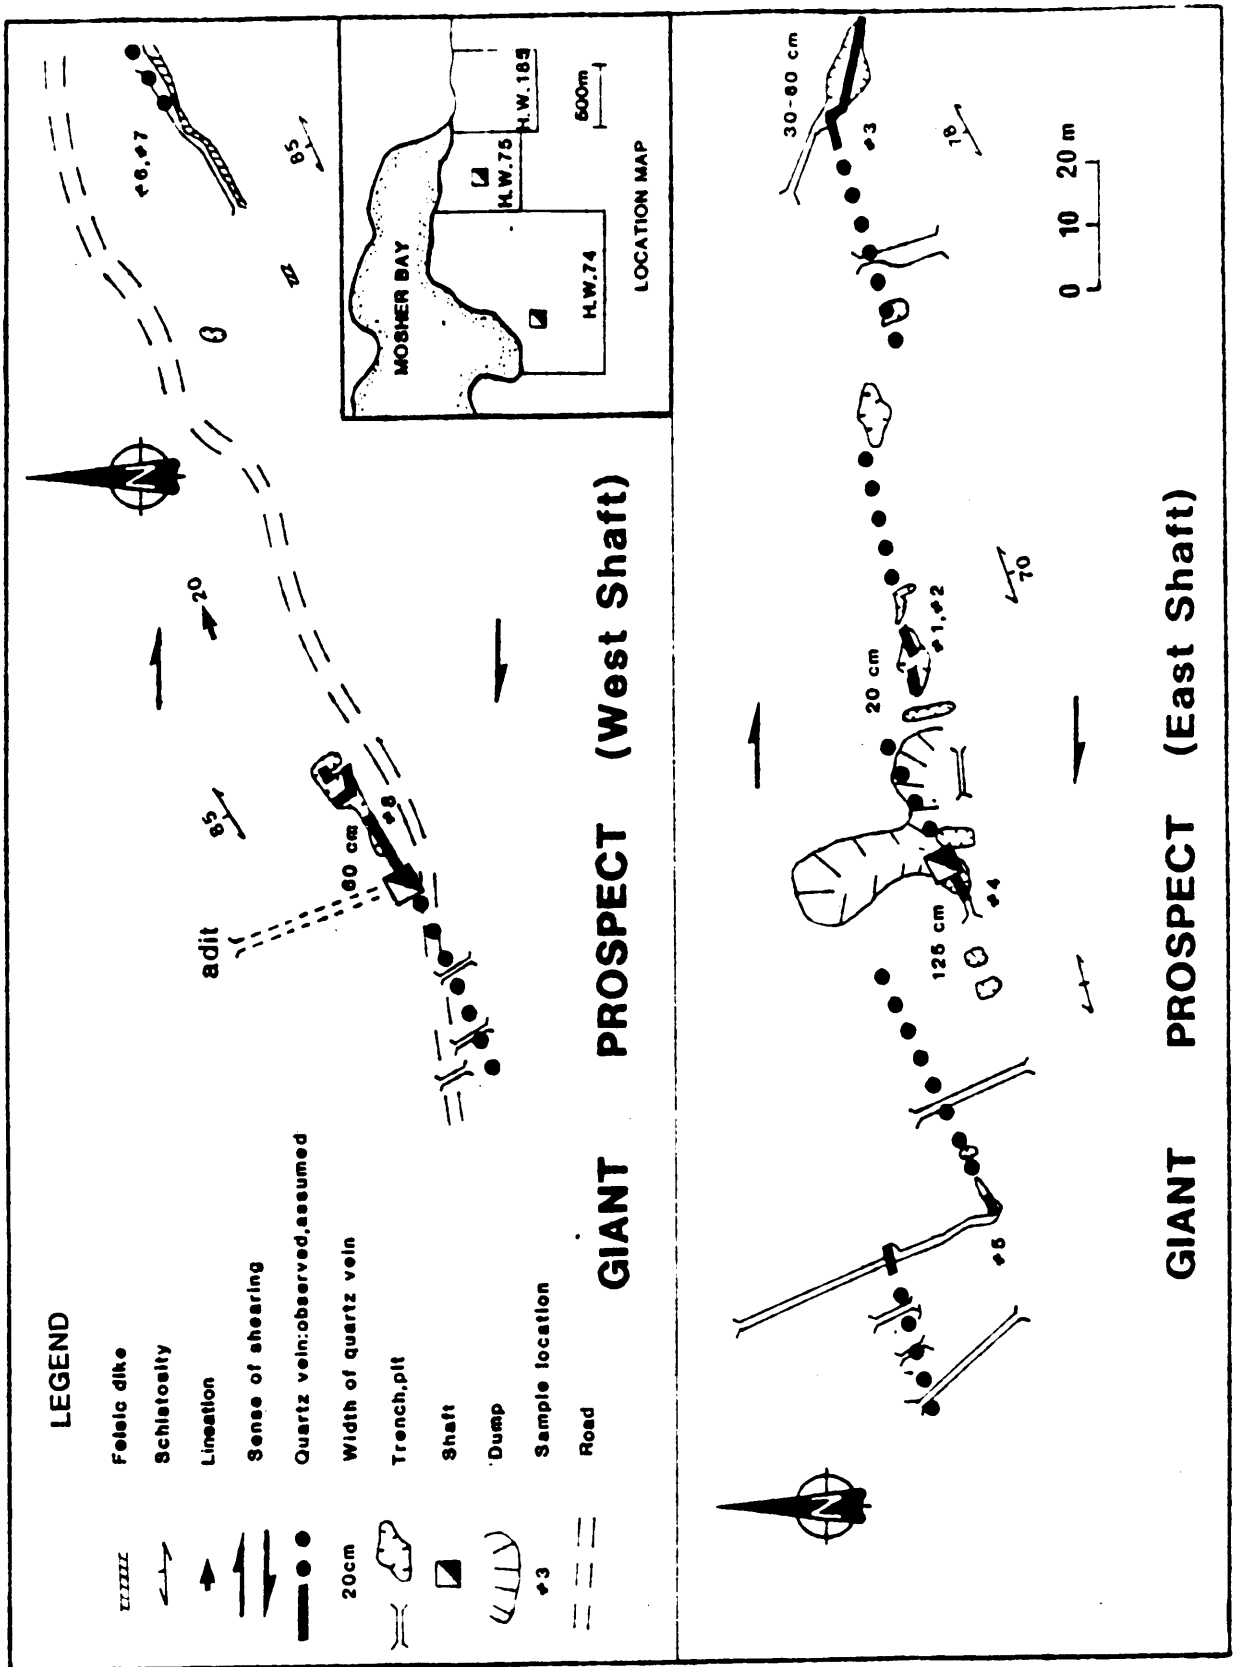 LEGEND
Felsic dike
Schistosity
Lineation
Sense of shearing
Quartz vein:observed,assumed
20cm Width of quartz vein
Trench,pit
Shaft
Dump
#3 Sample location
Road
adit
85
20
60 cm
#8
#6,#7
85
N
MOSHER BAY
H.W.74
H.W.75
H.W.185
500m
LOCATION MAP
GIANT PROSPECT (West Shaft)
N
#5
125 cm
#4
20 cm
#1,#2
70
30-60 cm
#3
78
0 10 20 m
GIANT PROSPECT (East Shaft)